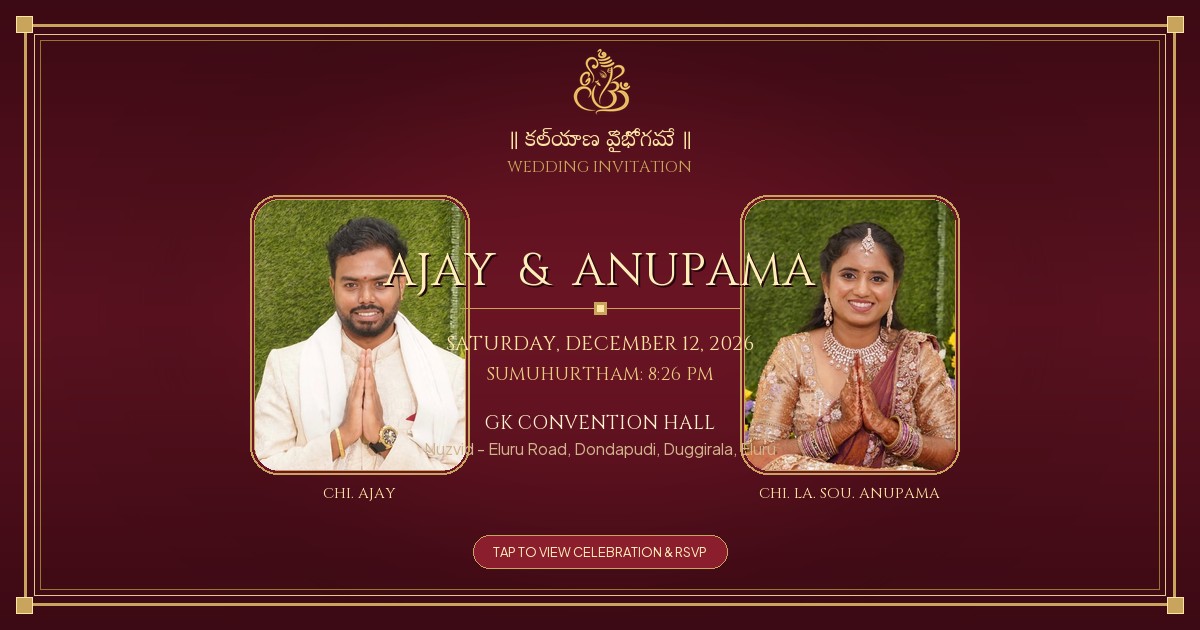 || కల్యాణ వైభోగమే ||
WEDDING INVITATION
AJAY & ANUPAMA
SATURDAY, DECEMBER 12, 2026
SUMUHURTHAM: 8:26 PM
GK CONVENTION HALL
Nuzvid - Eluru Road, Dondapudi, Duggirala, Eluru
CHI. AJAY
CHI. LA. SOU. ANUPAMA
TAP TO VIEW CELEBRATION & RSVP